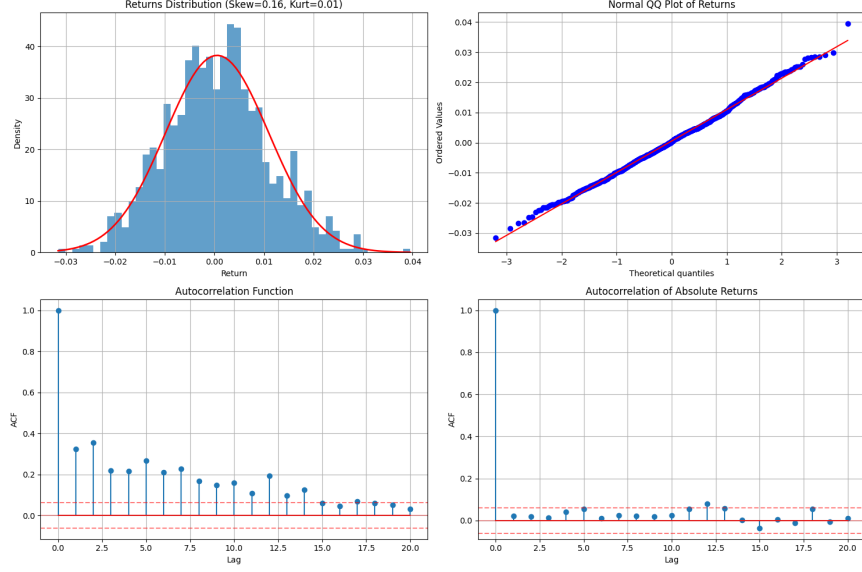 Returns Distribution (Skew=0.16, Kurt=0.01)
Density
40
30
20
10
0
−0.03 −0.02 −0.01 0.00 0.01 0.02 0.03 0.04
Return
Normal QQ Plot of Returns
Ordered Values
0.04
0.03
0.02
0.01
0.00
−0.01
−0.02
−0.03
−3 −2 −1 0 1 2 3
Theoretical quantiles
Autocorrelation Function
ACF
1.0
0.8
0.6
0.4
0.2
0.0
0.0 2.5 5.0 7.5 10.0 12.5 15.0 17.5 20.0
Lag
Autocorrelation of Absolute Returns
ACF
1.0
0.8
0.6
0.4
0.2
0.0
0.0 2.5 5.0 7.5 10.0 12.5 15.0 17.5 20.0
Lag